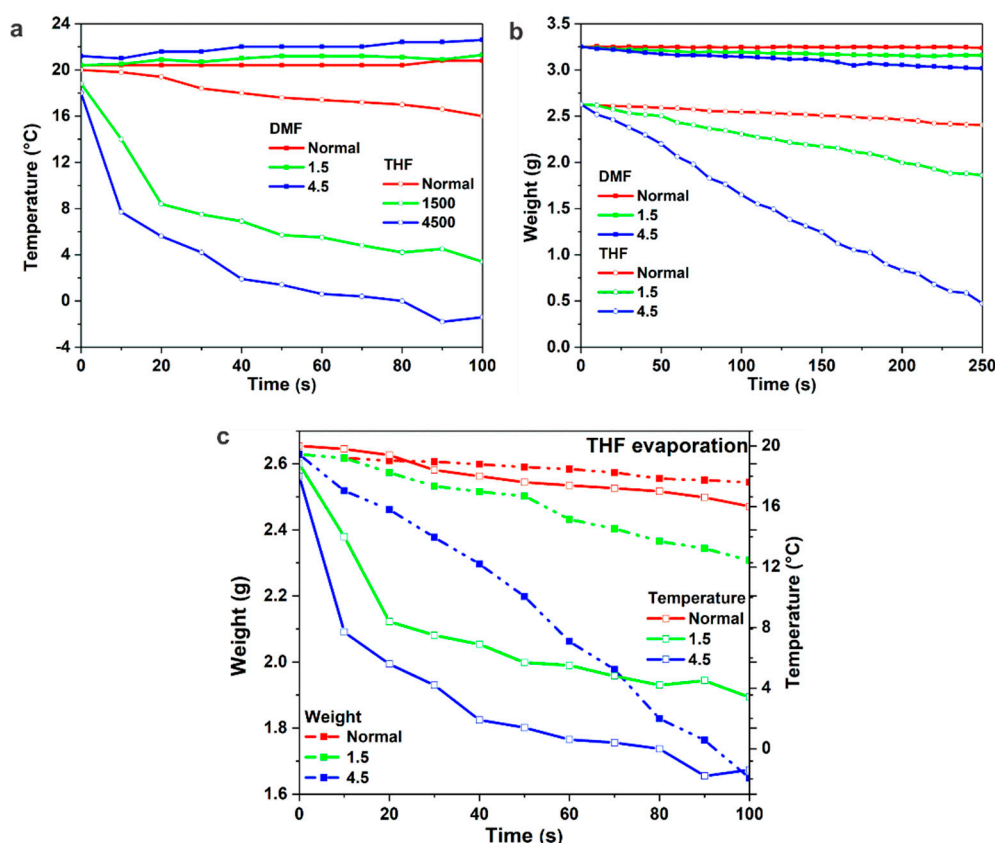 a
Temperature (°C)
24
20
16
12
8
4
0
-4
DMF
Normal
1.5
4.5
THF
Normal
1500
4500
0 20 40 60 80 100
Time (s)
b
Weight (g)
3.5
3.0
2.5
2.0
1.5
1.0
0.5
0.0
DMF
Normal
1.5
4.5
THF
Normal
1.5
4.5
0 50 100 150 200 250
Time (s)
c
THF evaporation
Weight (g)
2.6
2.4
2.2
2.0
1.8
1.6
Temperature
Normal
1.5
4.5
Weight
Normal
1.5
4.5
20
16
12
8
4
0
Temperature (°C)
0 20 40 60 80 100
Time (s)